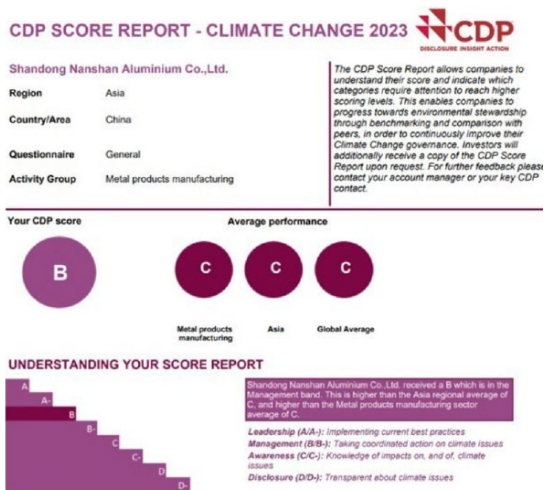 CDP SCORE REPORT - CLIMATE CHANGE 2023
CDP
DISCLOSURE INSIGHT ACTION
Shandong Nanshan Aluminium Co.,Ltd.
Region Asia
Country/Area China
Questionnaire General
Activity Group Metal products manufacturing
The CDP Score Report allows companies to
understand their score and indicate which
categories require attention to reach higher
scoring levels. This enables companies to
progress towards environmental stewardship
through benchmarking and comparison with
peers, in order to continuously improve their
Climate Change governance. Investors will
additionally receive a copy of the CDP Score
Report upon request. For further feedback please
contact your account manager or your key CDP
contact.
Your CDP score
Average performance
B
C C C
Metal products
manufacturing
Asia
Global Average
UNDERSTANDING YOUR SCORE REPORT
A
A-
B
B-
C
C-
D
D-
Shandong Nanshan Aluminium Co.,Ltd. received a B which is in the
Management band. This is higher than the Asia regional average of
C, and higher than the Metal products manufacturing sector
average of C.
Leadership (A/A-): Implementing current best practices
Management (B/B-): Taking coordinated action on climate issues
Awareness (C/C-): Knowledge of impacts on, and of, climate
issues
Disclosure (D/D-): Transparent about climate issues